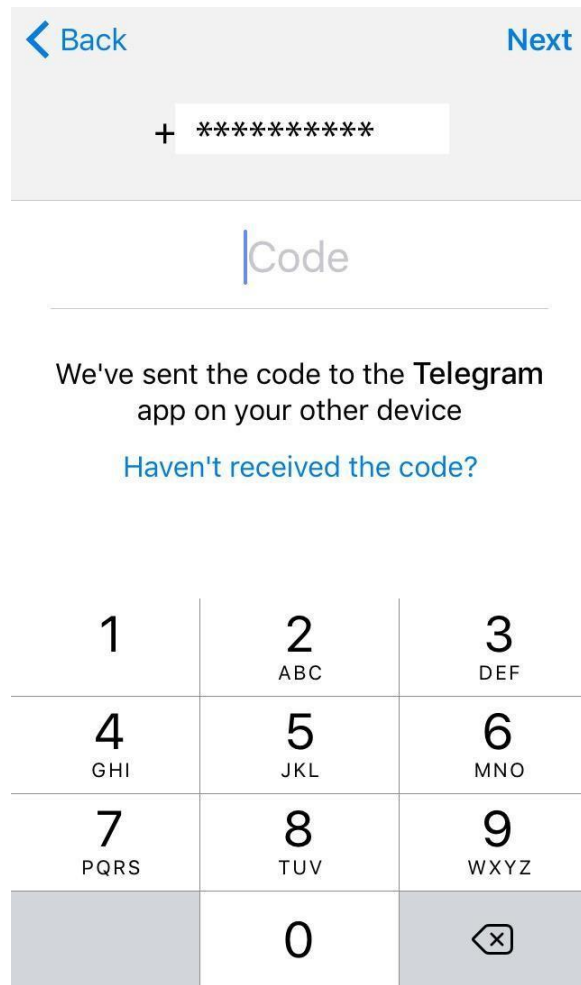 Back Next
+ **********
Code
We've sent the code to the Telegram
app on your other device
Haven't received the code?
1 2 3
ABC DEF
4 5 6
GHI JKL MNO
7 8 9
PQRS TUV WXYZ
0